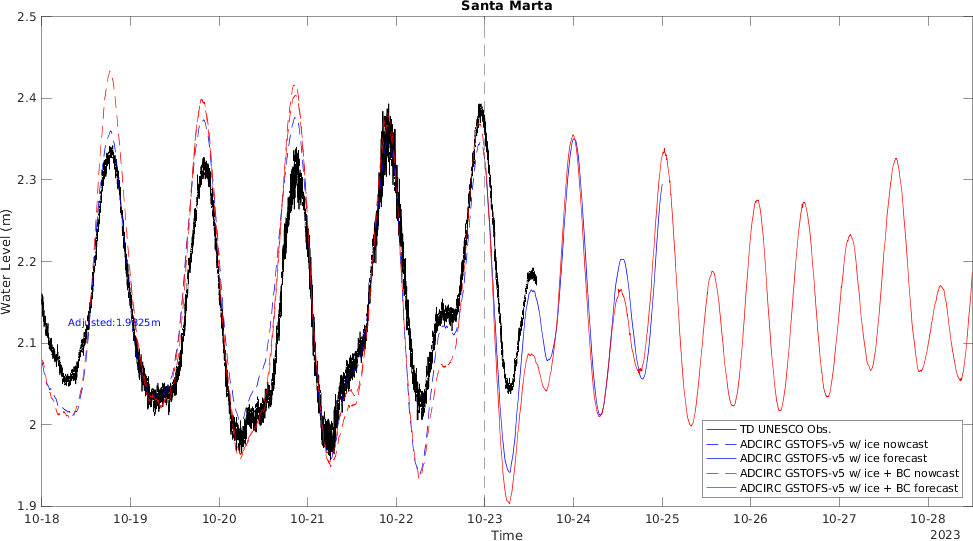 Santa Marta
2.5
2.4
2.3
2.2
2.1
2
1.9
Water Level (m)
Adjusted:1.9825m
TD UNESCO Obs.
ADCIRC GSTOFS-v5 w/ ice nowcast
ADCIRC GSTOFS-v5 w/ ice forecast
ADCIRC GSTOFS-v5 w/ ice + BC nowcast
ADCIRC GSTOFS-v5 w/ ice + BC forecast
10-18 10-19 10-20 10-21 10-22 10-23 10-24 10-25 10-26 10-27 10-28
Time
2023